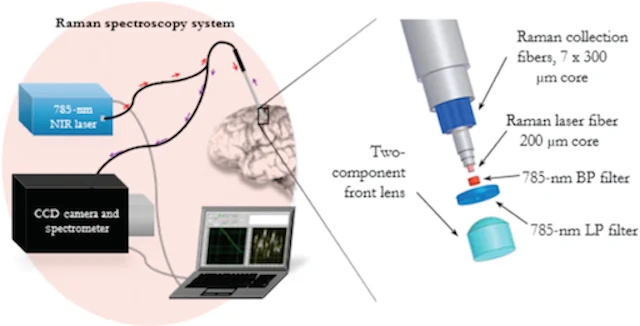 Raman spectroscopy system
785-nm
NIR laser
CCD camera and
spectrometer
Raman collection
fibers, 7 x 300
µm core
Raman laser fiber
200 µm core
Two-
component
front lens
785-nm BP filter
785-nm LP filter